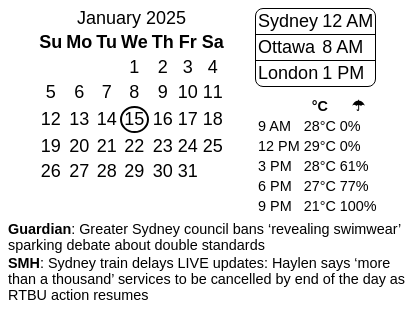 January 2025
Su Mo Tu We Th Fr Sa
1 2 3 4
5 6 7 8 9 10 11
12 13 14 15 16 17 18
19 20 21 22 23 24 25
26 27 28 29 30 31
Sydney 12 AM
Ottawa 8 AM
London 1 PM
°C ☂
9 AM 28°C 0%
12 PM 29°C 0%
3 PM 28°C 61%
6 PM 27°C 77%
9 PM 21°C 100%
Guardian: Greater Sydney council bans ‘revealing swimwear’
sparking debate about double standards
SMH: Sydney train delays LIVE updates: Haylen says ‘more
than a thousand’ services to be cancelled by end of the day as
RTBU action resumes